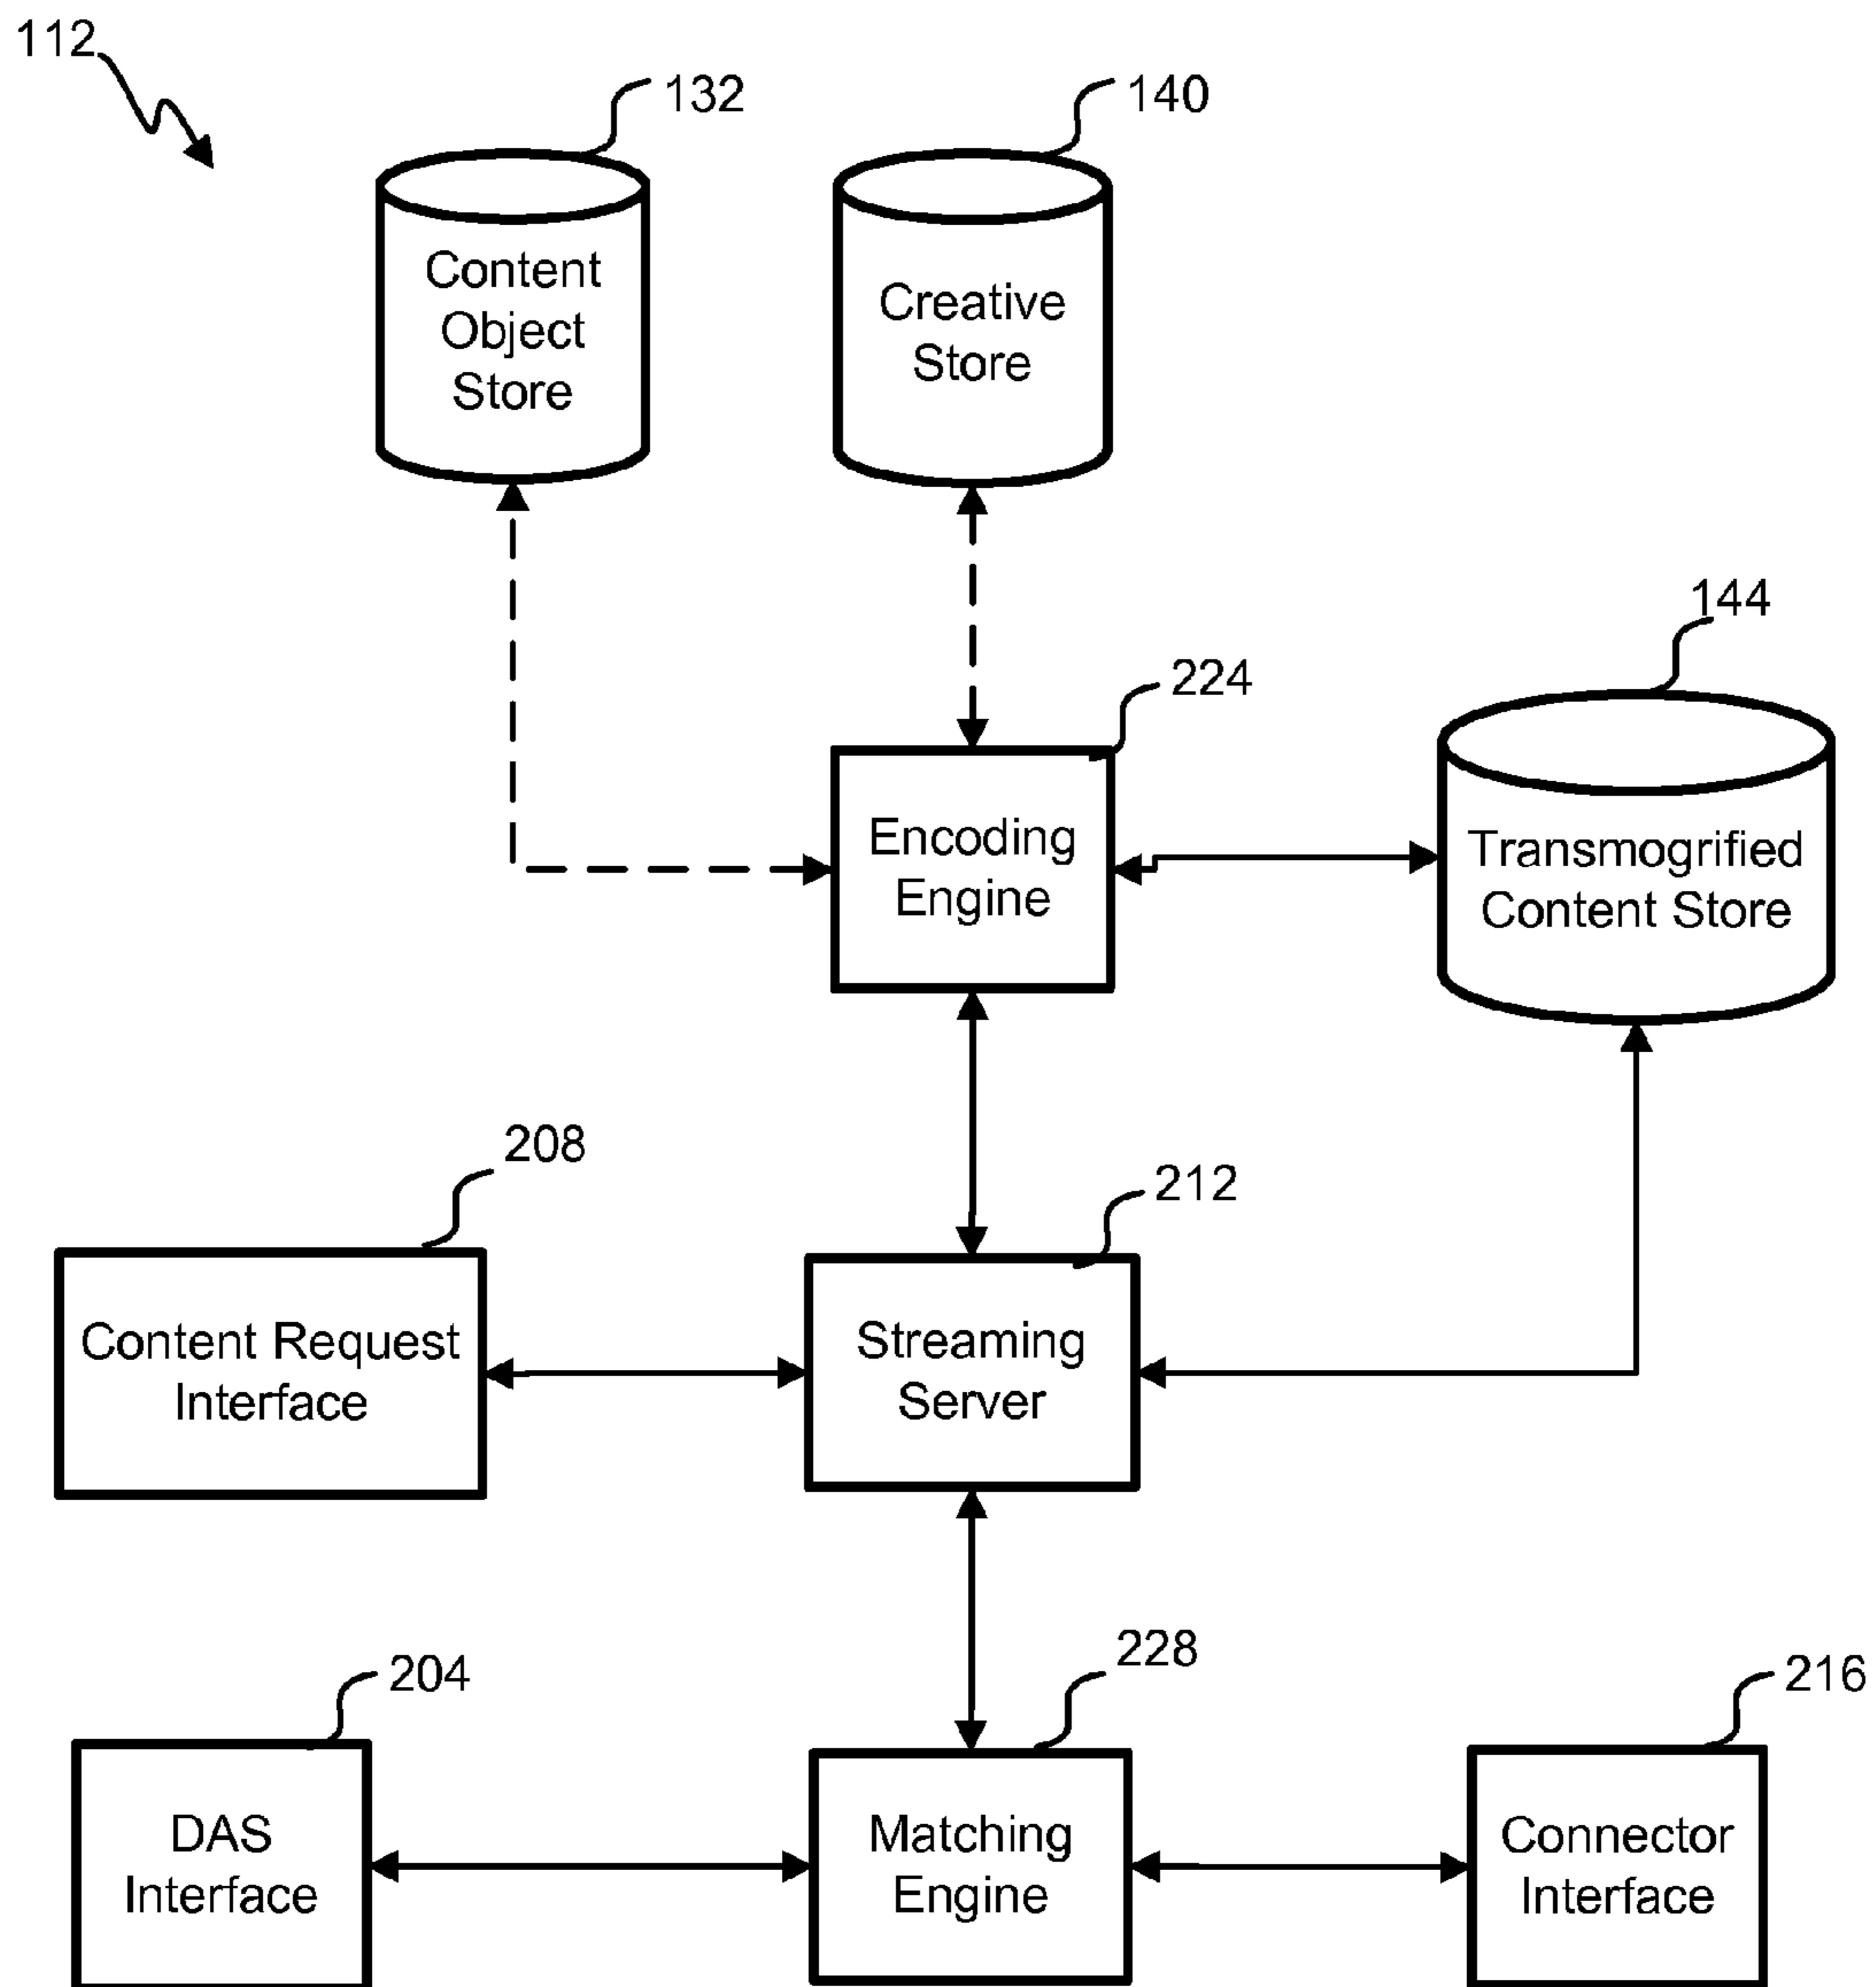 112
132
140
Content
Object
Store
Creative
Store
144
224
Encoding
Engine
Transmogrified
Content Store
208
212
Content Request
Interface
Streaming
Server
204
228
216
DAS
Interface
Matching
Engine
Connector
Interface